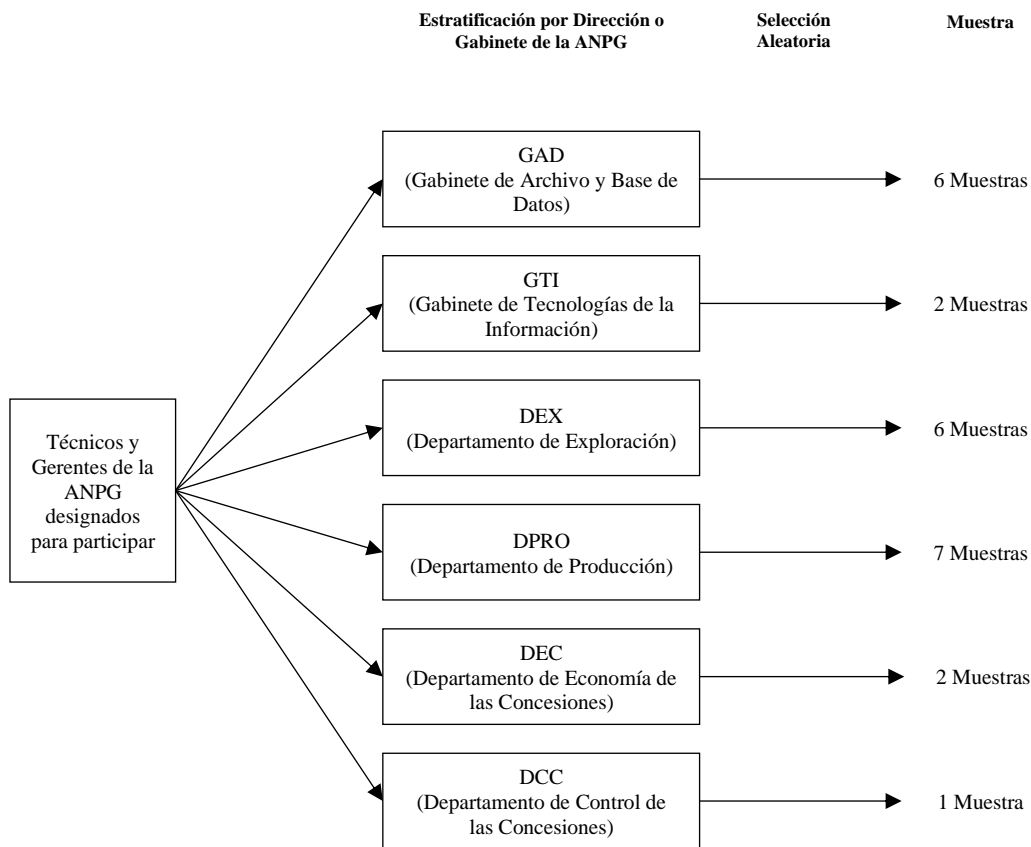 Estratificación por Dirección o
Gabinete de la ANPG
Selección
Aleatoria
Muestra
GAD
(Gabinete de Archivo y Base de
Datos)
6 Muestras
GTI
(Gabinete de Tecnologías de la
Información)
2 Muestras
Técnicos y
Gerentes de la
ANPG
designados
para participar
DEX
(Departamento de Exploración)
6 Muestras
DPRO
(Departamento de Producción)
7 Muestras
DEC
(Departamento de Economía de
las Concesiones)
2 Muestras
DCC
(Departamento de Control de
las Concesiones)
1 Muestra